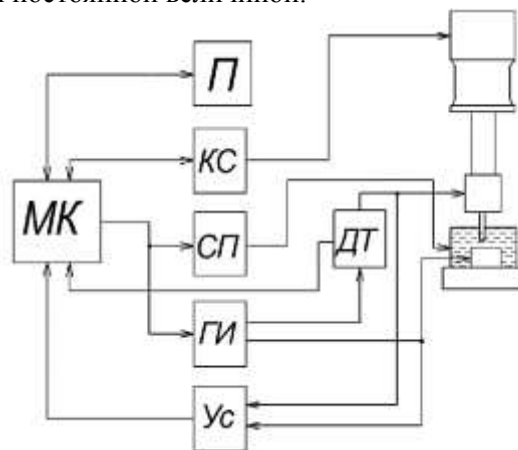 постоянной величиной.
П
КС
МК
СП
ДТ
ГИ
Ус